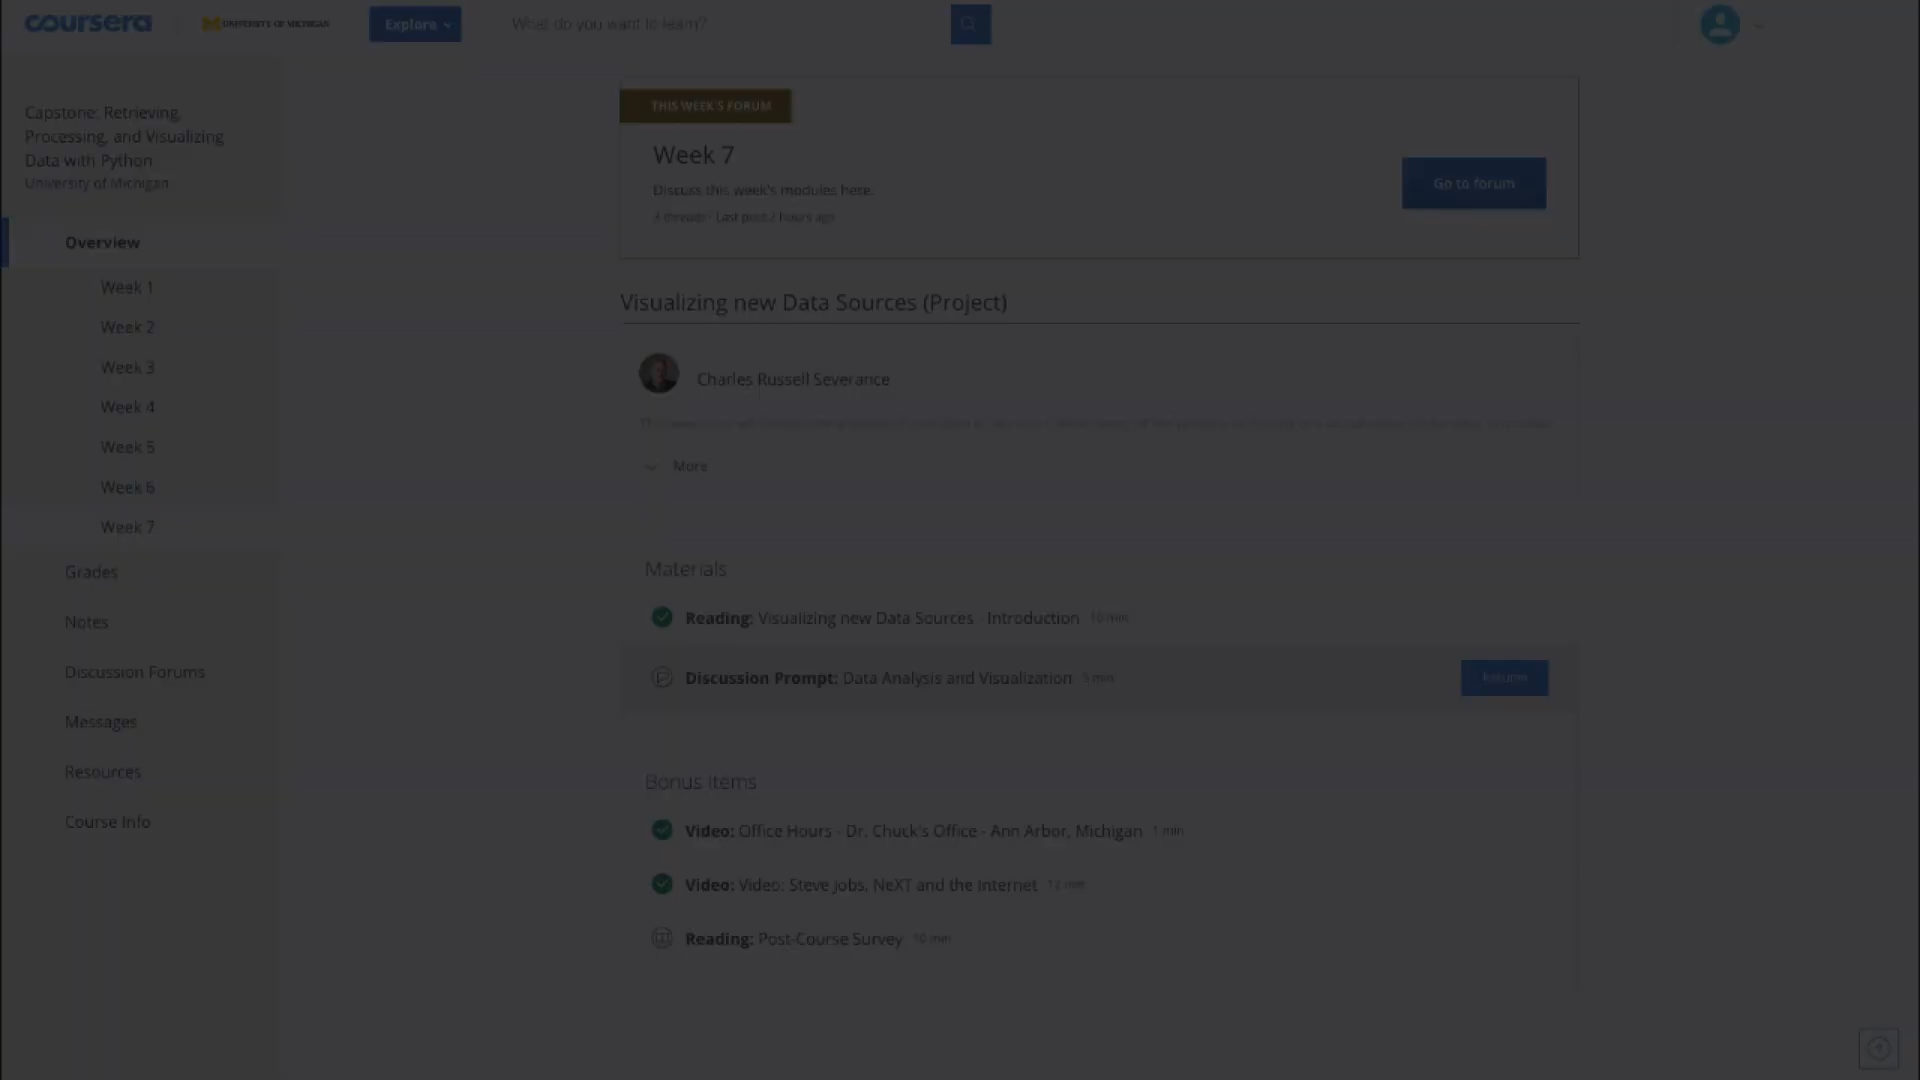 coursera
UNIVERSITY OF MICHIGAN
Explore
What do you want to learn?
Capstone: Retrieving,
Processing, and Visualizing
Data with Python
University of Michigan
Overview
Week 1
Week 2
Week 3
Week 4
Week 5
Week 6
Week 7
Grades
Notes
Discussion Forums
Messages
Resources
Course Info
THIS WEEK'S FORUM
Week 7
Discuss this week's modules here.
3 threads · Last post 2 hours ago
Go to forum
Visualizing new Data Sources (Project)
Charles Russell Severance
More
Materials
Reading: Visualizing new Data Sources - Introduction 10 min
Discussion Prompt: Data Analysis and Visualization 5 min
Resume
Bonus Items
Video: Office Hours - Dr. Chuck's Office - Ann Arbor, Michigan 1 min
Video: Video: Steve Jobs, NeXT and the Internet 12 min
Reading: Post-Course Survey 10 min